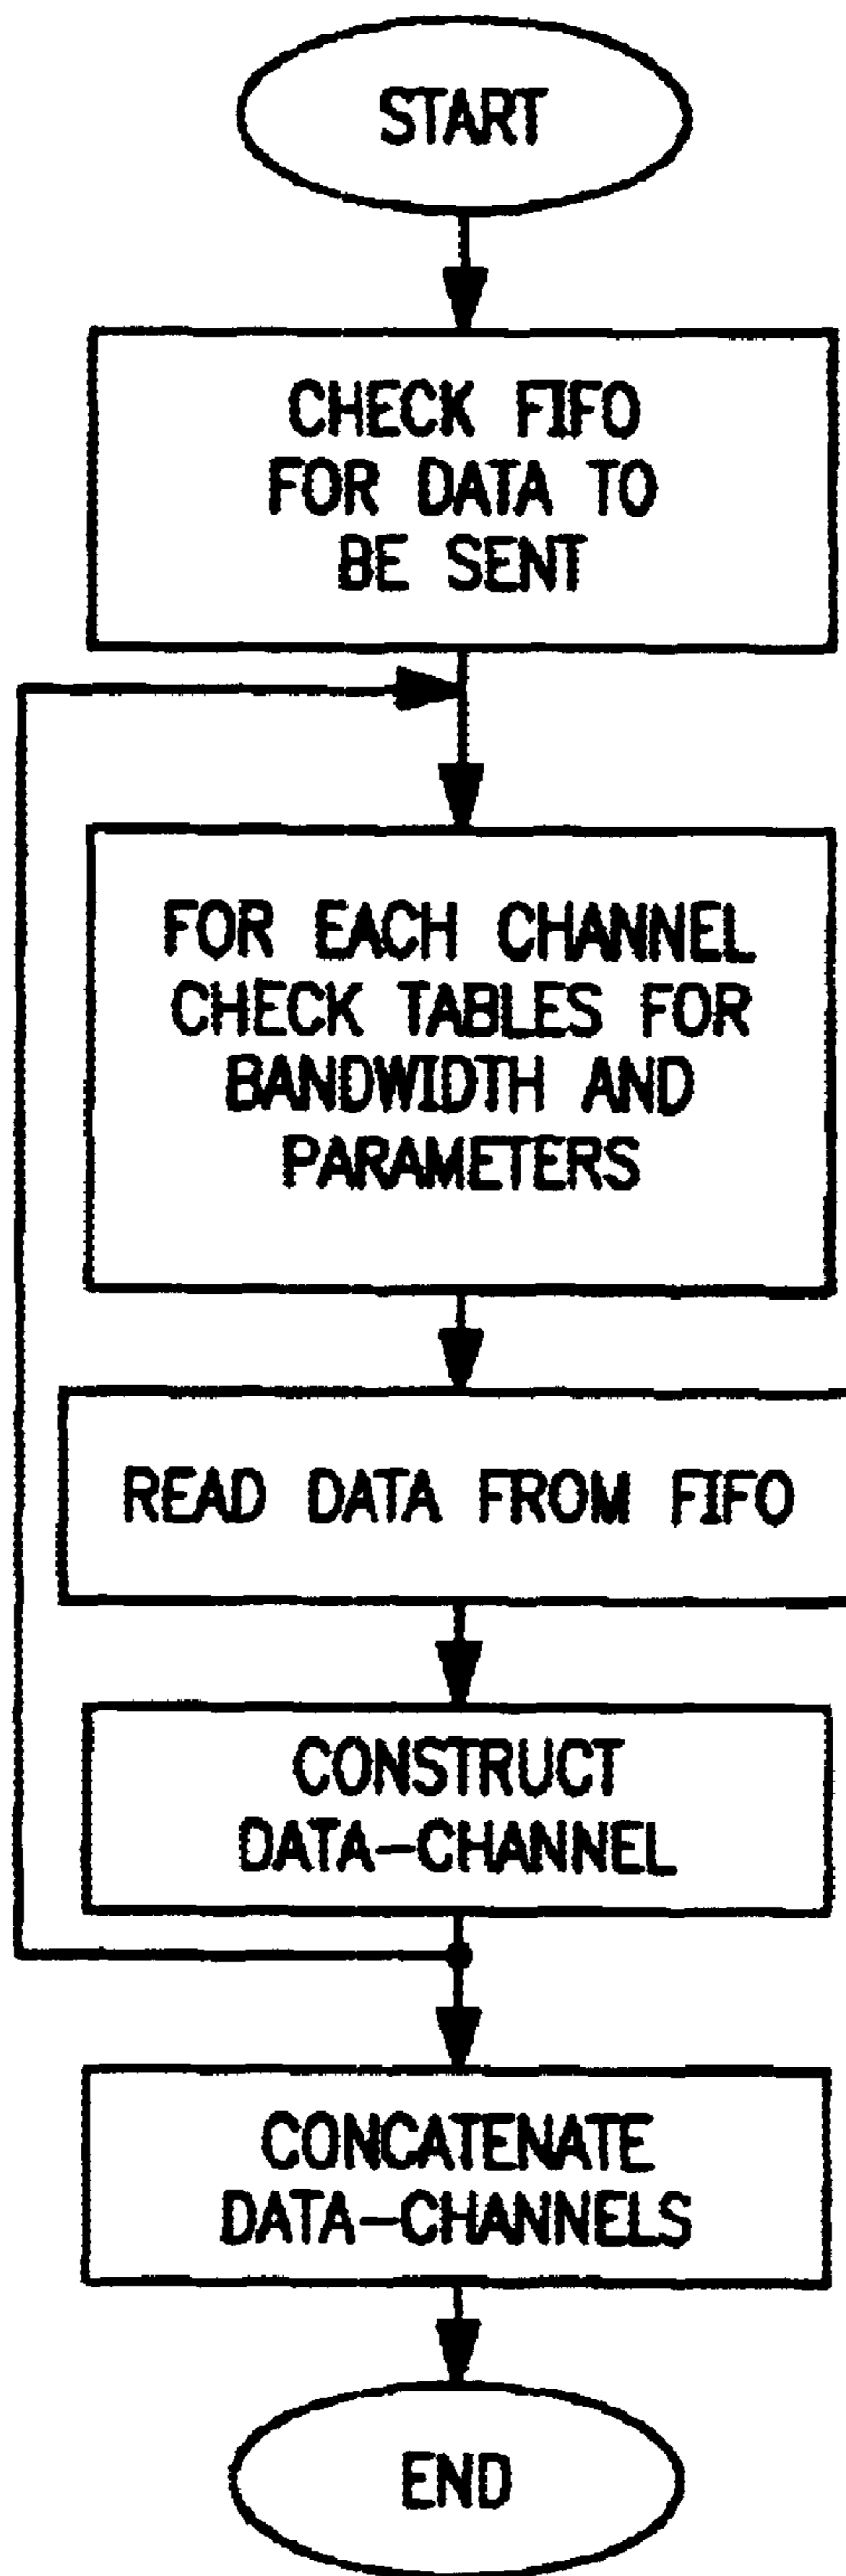 START
CHECK FIFO
FOR DATA TO
BE SENT
FOR EACH CHANNEL
CHECK TABLES FOR
BANDWIDTH AND
PARAMETERS
READ DATA FROM FIFO
CONSTRUCT
DATA-CHANNEL
CONCATENATE
DATA-CHANNELS
END